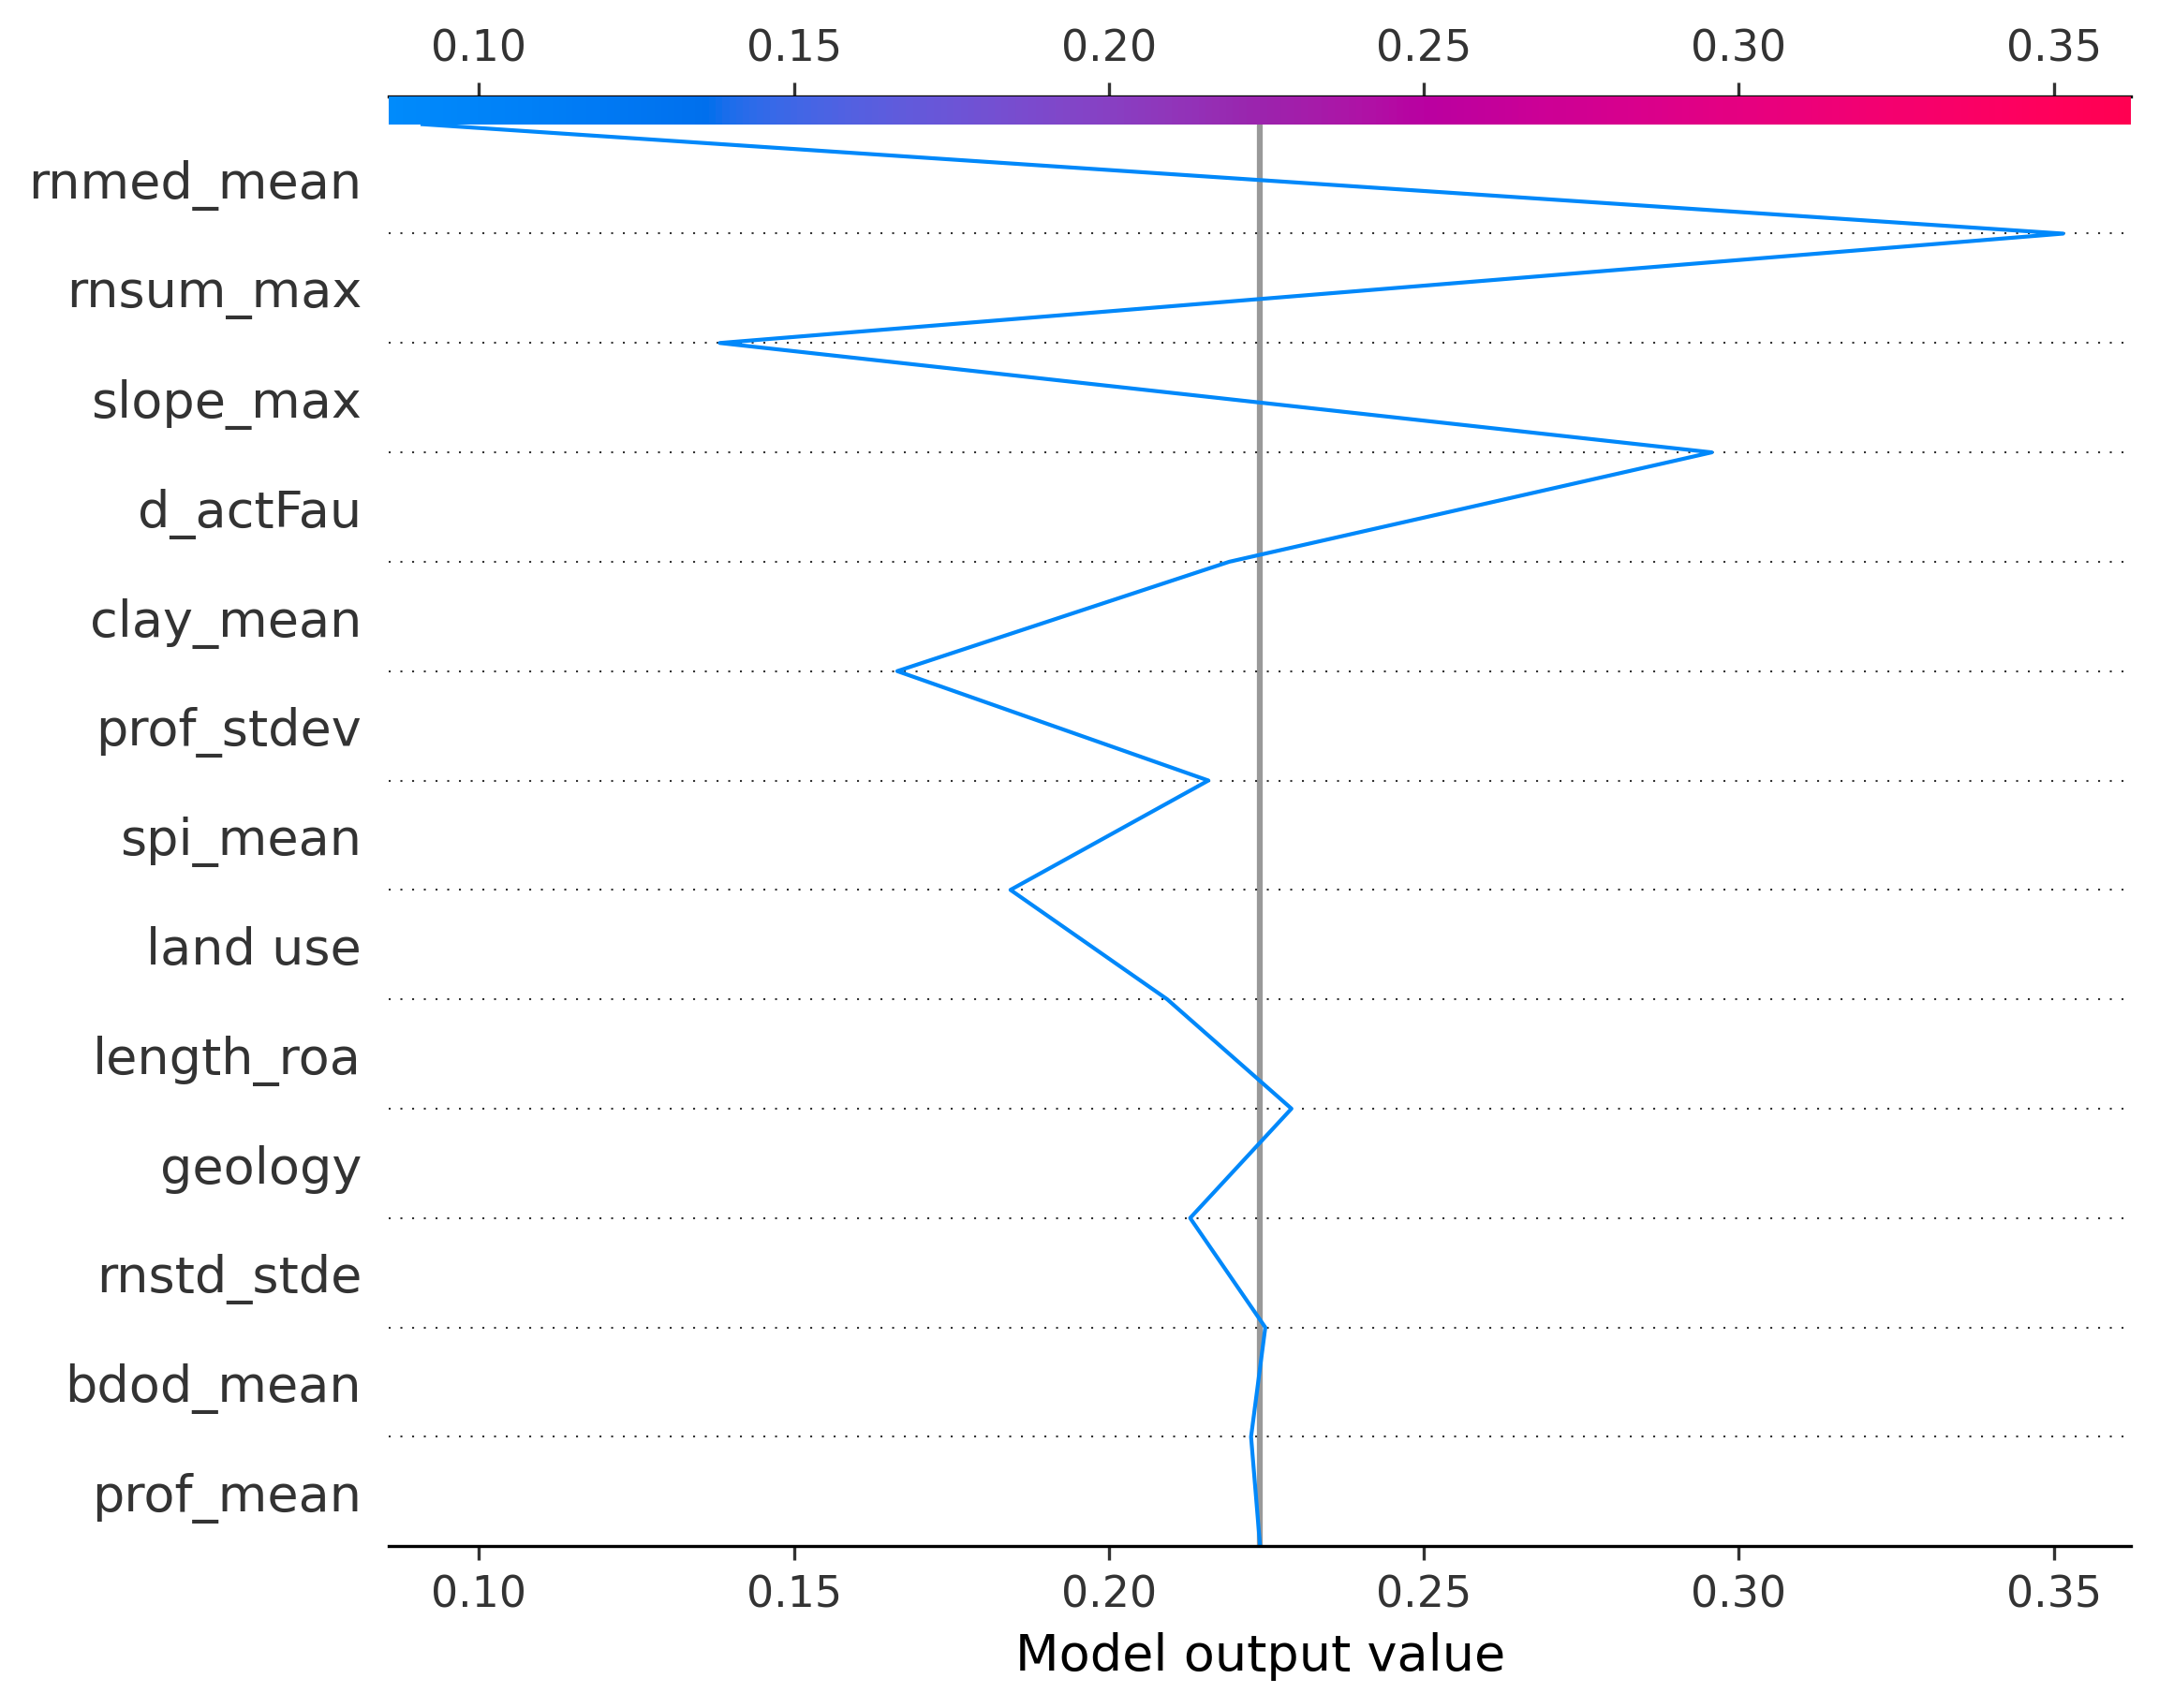 0.10 0.15 0.20 0.25 0.30 0.35
rnmed_mean
rnsum_max
slope_max
d_actFau
clay_mean
prof_stdev
spi_mean
land use
length_roa
geology
rnstd_stde
bdod_mean
prof_mean
0.10 0.15 0.20 0.25 0.30 0.35
Model output value